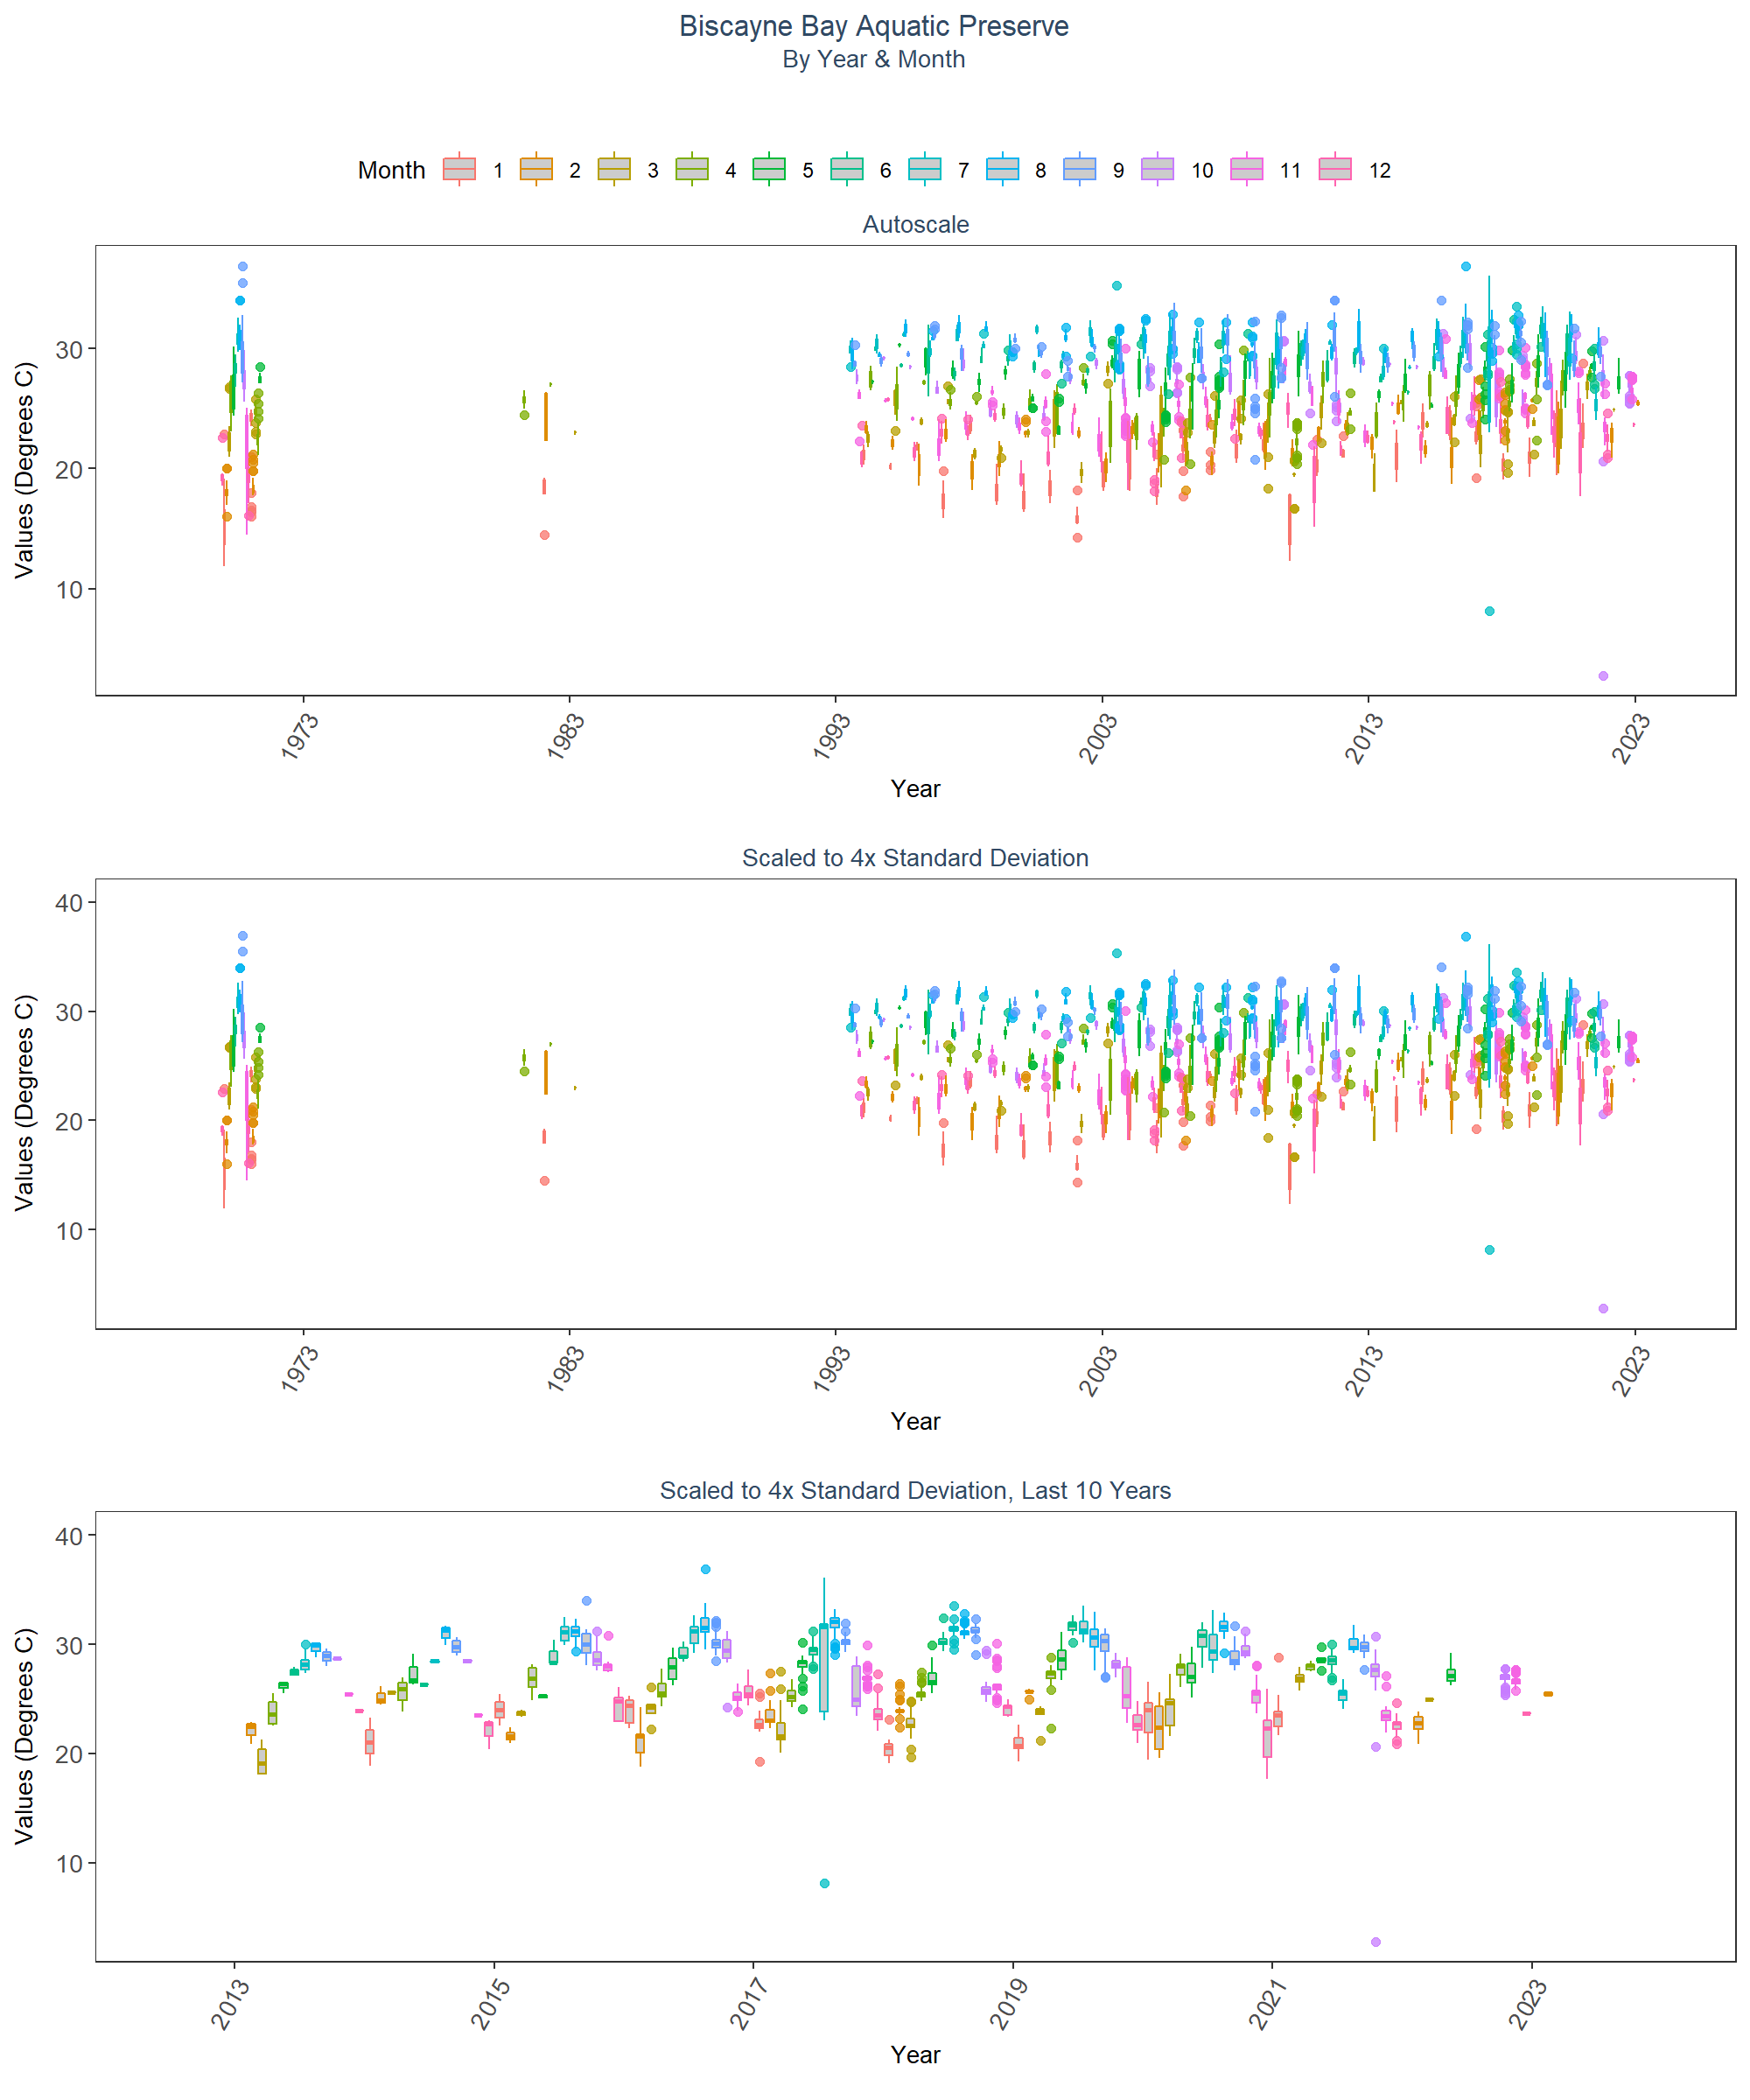 Biscayne Bay Aquatic Preserve
By Year & Month
Month 1 2 3 4 5 6 7 8 9 10 11 12
Autoscale
Values (Degrees C)
30
20
10
1973 1983 1993 2003 2013 2023
Year
Scaled to 4x Standard Deviation
Values (Degrees C)
40
30
20
10
1973 1983 1993 2003 2013 2023
Year
Scaled to 4x Standard Deviation, Last 10 Years
Values (Degrees C)
40
30
20
10
2013 2015 2017 2019 2021 2023
Year